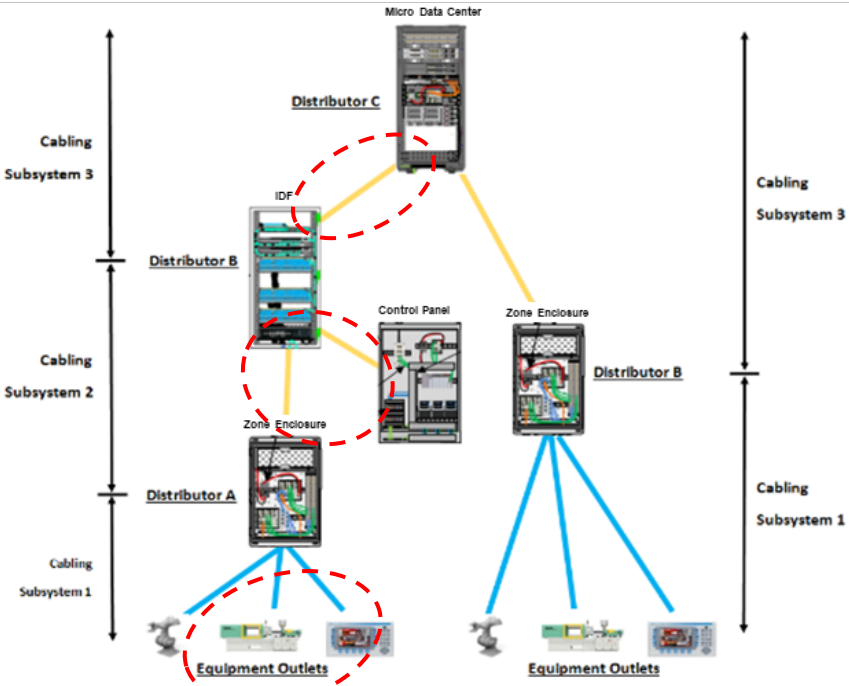 Micro Data Center
Distributor C
Cabling
Subsystem 3
Cabling
Subsystem 3
IDF
Distributor B
Control Panel
Zone Enclosure
Distributor B
Cabling
Subsystem 2
Zone Enclosure
Distributor A
Cabling
Subsystem 1
Cabling
Subsystem 1
Equipment Outlets
Equipment Outlets